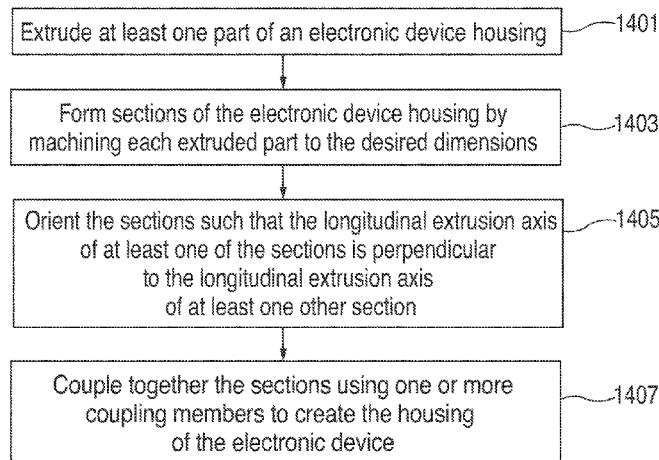 Extrude at least one part of an electronic device housing
1401
Form sections of the electronic device housing by
machining each extruded part to the desired dimensions
1403
Orient the sections such that the longitudinal extrusion axis
of at least one of the sections is perpendicular
to the longitudinal extrusion axis
of at least one other section
1405
Couple together the sections using one or more
coupling members to create the housing
of the electronic device
1407